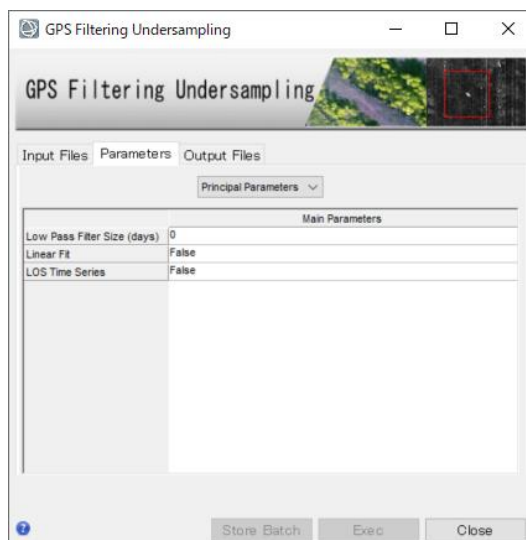 GPS Filtering Undersampling
GPS Filtering Undersampling
Input Files Parameters Output Files
Principal Parameters
Main Parameters
Low Pass Filter Size (days) 0
Linear Fit False
LOS Time Series False
? Store Batch Exec Close